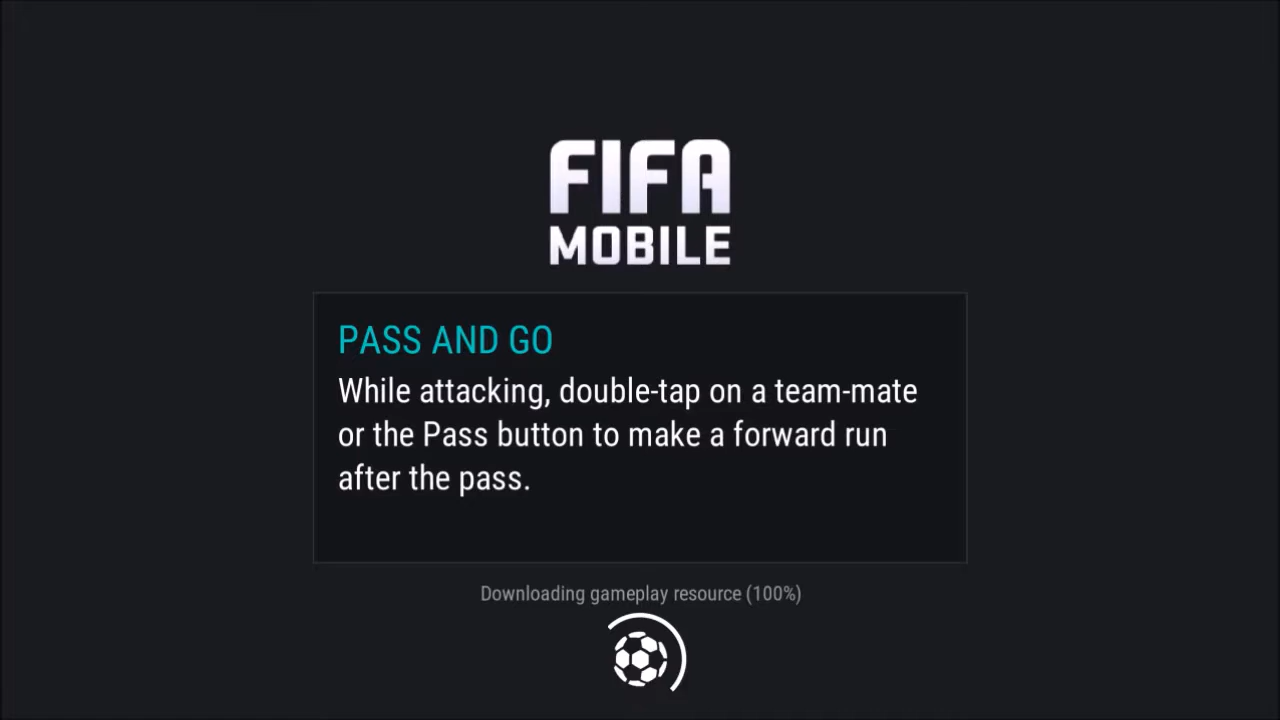 FIFA
MOBILE
PASS AND GO
While attacking, double-tap on a team-mate
or the Pass button to make a forward run
after the pass.
Downloading gameplay resource (100%)